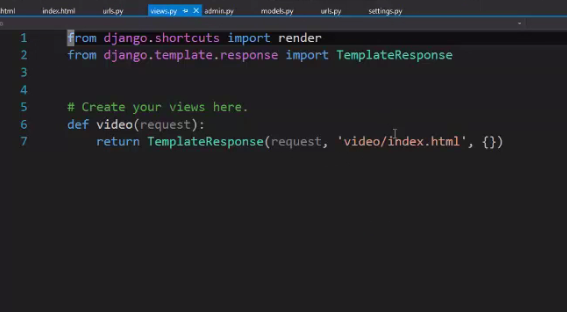 html index.html urls.py views.py admin.py models.py urls.py settings.py
1 from django.shortcuts import render
2 from django.template.response import TemplateResponse
3
4
5 # Create your views here.
6 def video(request):
7 return TemplateResponse(request, 'video/index.html', {})